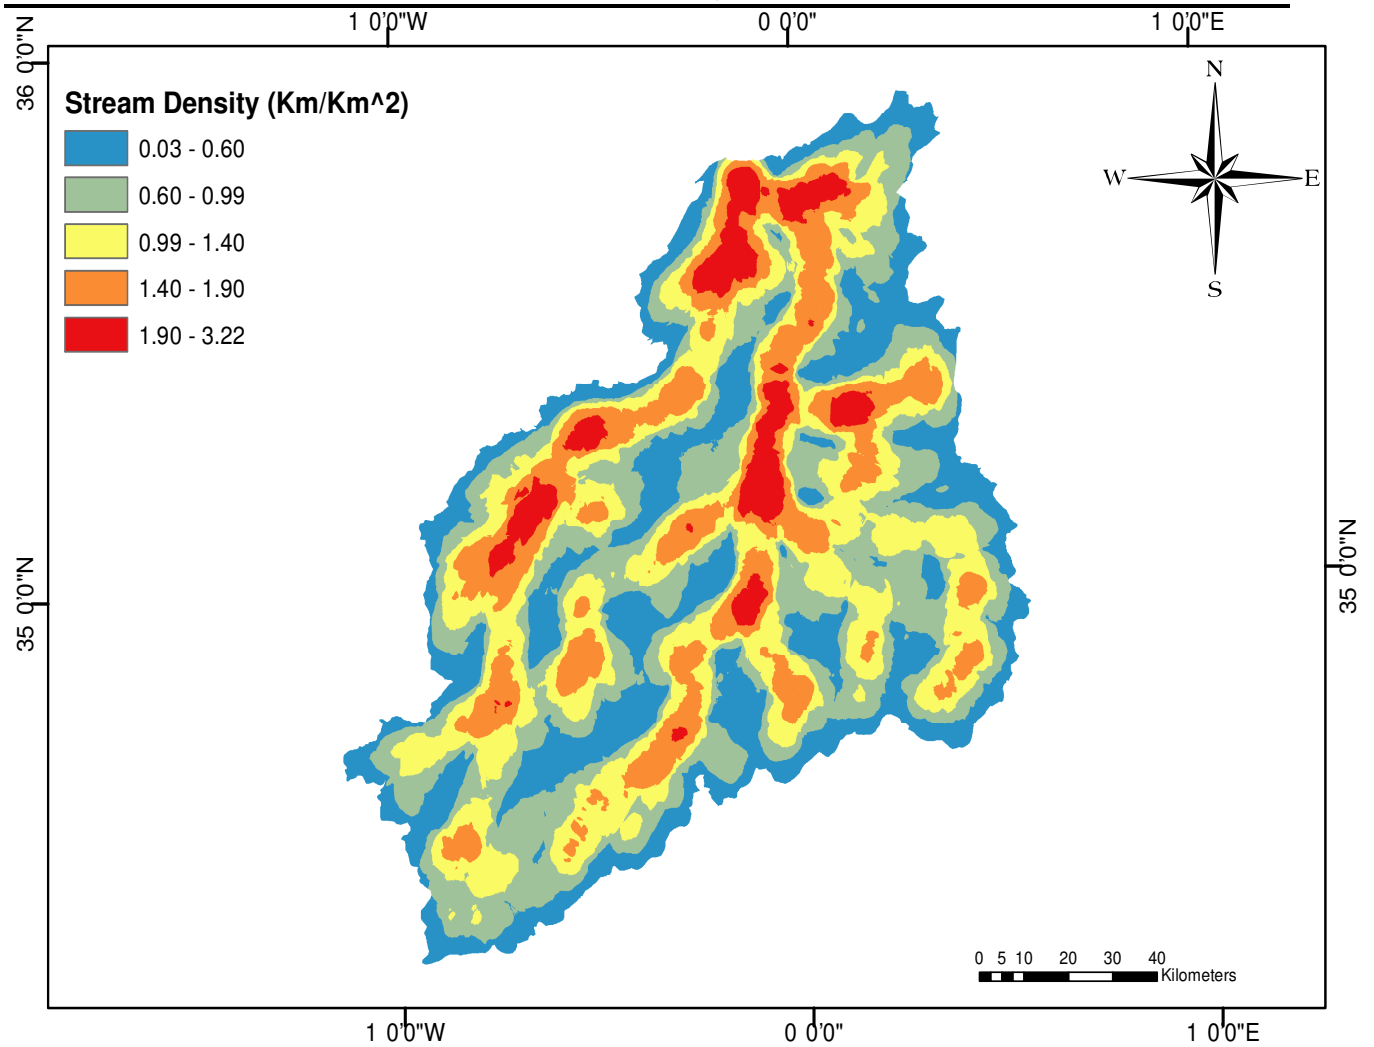 1 0'0"W 0 0'0" 1 0'0"E
36 0'0"N
N
Stream Density (Km/Km^2)
0.03 - 0.60
W E
0.60 - 0.99
0.99 - 1.40
S
1.40 - 1.90
1.90 - 3.22
35 0'0"N
35 0'0"N
0 5 10 20 30 40
Kilometers
1 0'0"W 0 0'0" 1 0'0"E